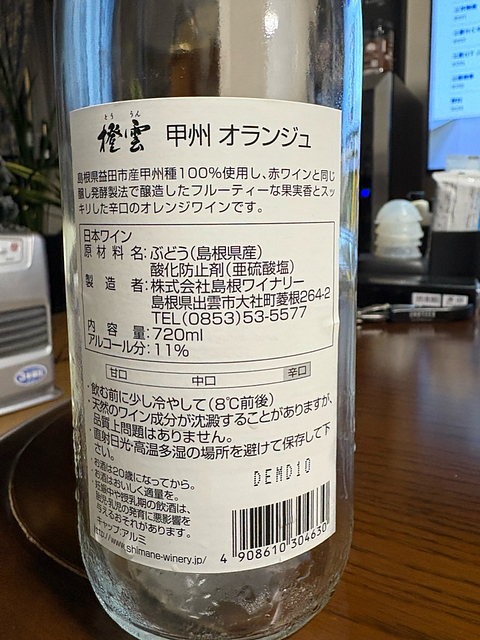 とう うん
橙雲 甲州 オランジュ
島根県益田市産甲州種100%使用し、赤ワインと同じ
醸し発酵製法で醸造したフルーティーな果実香とスッ
キリした辛口のオレンジワインです。
日本ワイン
原材料名:ぶどう(島根県産)
酸化防止剤(亜硫酸塩)
製造者:株式会社島根ワイナリー
島根県出雲市大社町菱根264-2
TEL(0853)53-5577
内容量:720ml
アルコール分:11%
甘口 中口 辛口
・飲む前に少し冷やして(8℃前後)
・天然のワイン成分が沈澱することがありますが、
品質上問題はありません。
・直射日光・高温多湿の場所を避けて保存して下
さい。
お酒は20歳になってから。
お酒はおいしく適量を。
妊娠中や授乳期の飲酒は、
胎児・乳児の発育に悪影響を
与えるおそれがあります。
キャップ:アルミ
http://www.shimane-winery.jp/
DEMD10
4 908610 304630